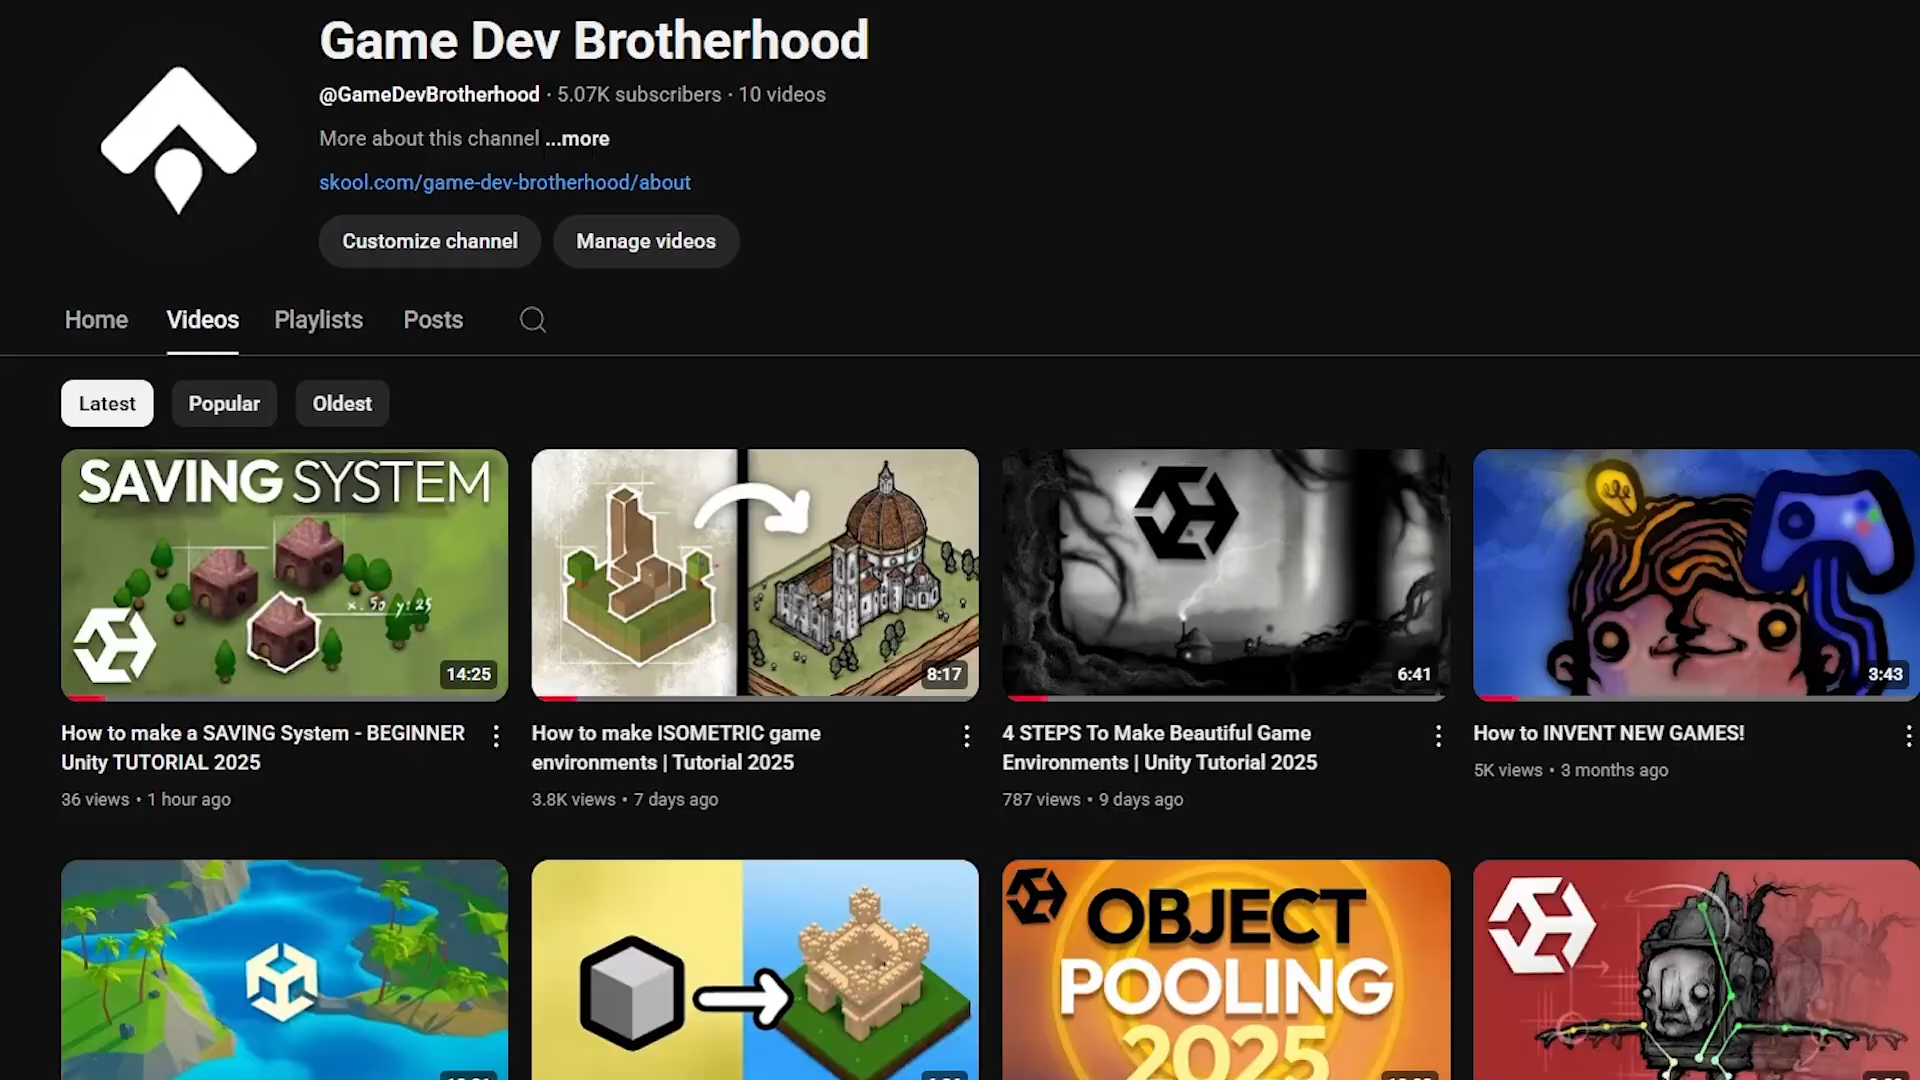 Game Dev Brotherhood
@GameDevBrotherhood · 5.07K subscribers · 10 videos
More about this channel ...more
skool.com/game-dev-brotherhood/about
Customize channel Manage videos
Home Videos Playlists Posts
Latest Popular Oldest
SAVING SYSTEM
x: 50 y: 25
14:25
8:17
6:41
3:43
How to make a SAVING System - BEGINNER
Unity TUTORIAL 2025
36 views • 1 hour ago
How to make ISOMETRIC game
environments | Tutorial 2025
3.8K views • 7 days ago
4 STEPS To Make Beautiful Game
Environments | Unity Tutorial 2025
787 views • 9 days ago
How to INVENT NEW GAMES!
5K views • 3 months ago
OBJECT
POOLING
2025